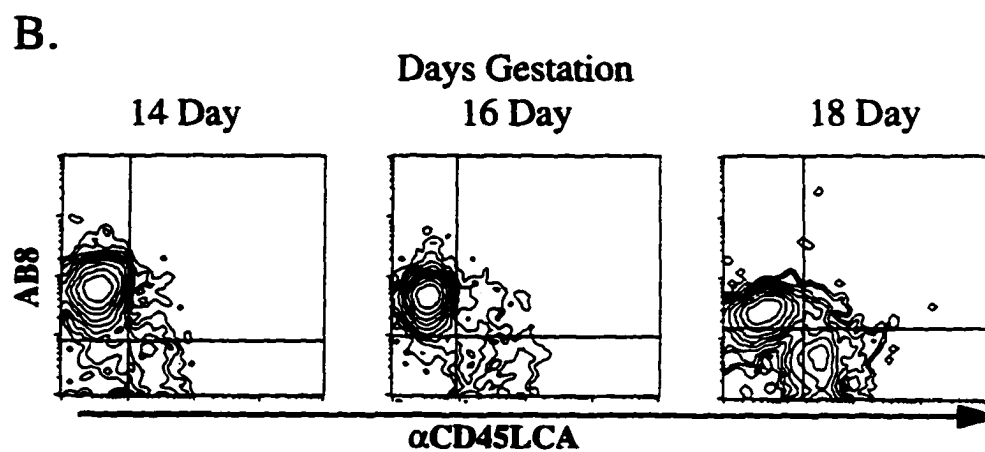 B.
Days Gestation
14 Day 16 Day 18 Day
AB8
αCD45LCA